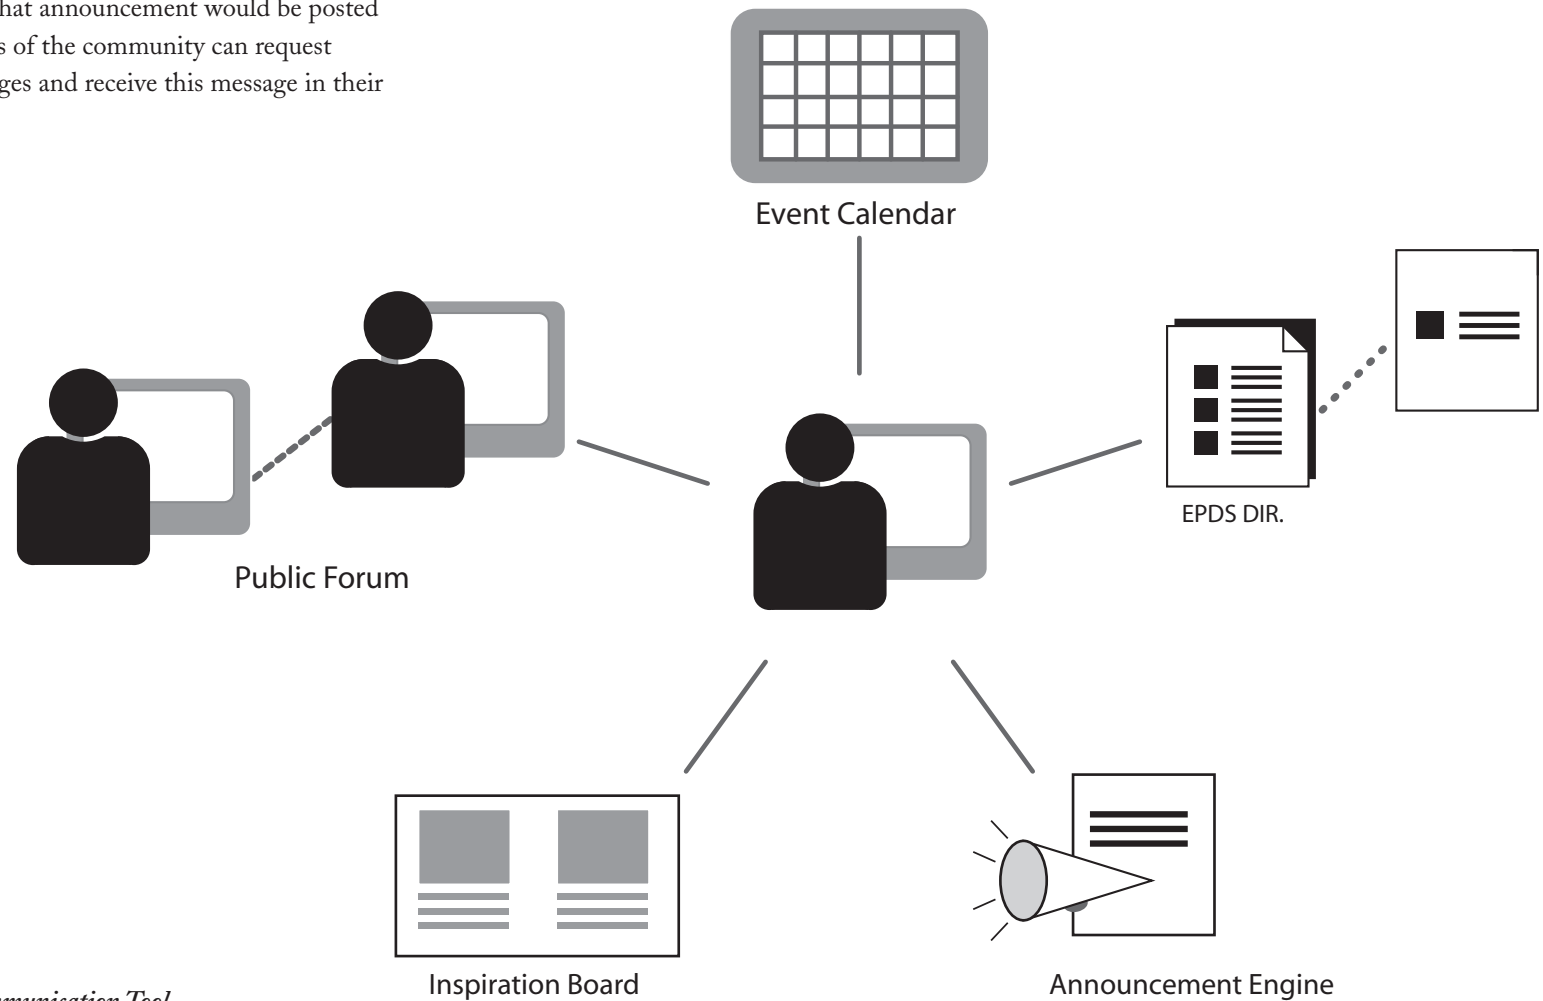 hat announcement would be posted
s of the community can request
ges and receive this message in their
Event Calendar
EPDS DIR.
Public Forum
Inspiration Board
Announcement Engine
Tool